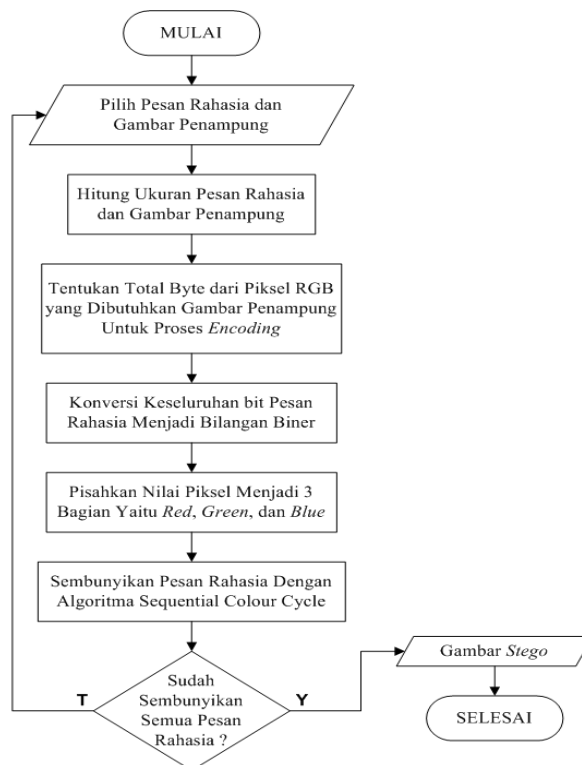 MULAI
Pilih Pesan Rahasia dan
Gambar Penampung
Hitung Ukuran Pesan Rahasia
dan Gambar Penampung
Tentukan Total Byte dari Piksel RGB
yang Dibutuhkan Gambar Penampung
Untuk Proses Encoding
Konversi Keseluruhan bit Pesan
Rahasia Menjadi Bilangan Biner
Pisahkan Nilai Piksel Menjadi 3
Bagian Yaitu Red, Green, dan Blue
Sembunyikan Pesan Rahasia Dengan
Algoritma Sequential Colour Cycle
Sudah
Sembunyikan
Semua Pesan
Rahasia ?
T
Y
Gambar Stego
SELESAI